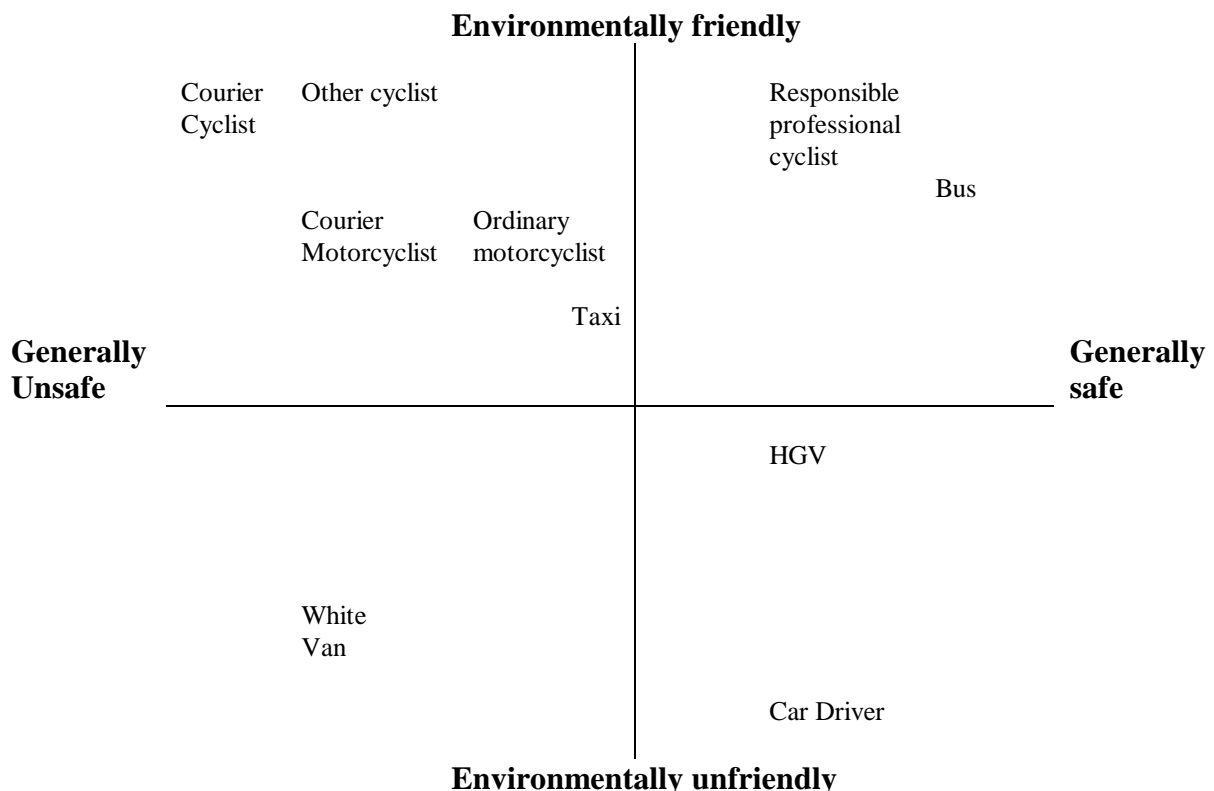 Environmentally friendly
Courier
Cyclist
Other cyclist
Responsible
professional
cyclist
Bus
Courier
Motorcyclist
Ordinary
motorcyclist
Taxi
Generally
Unsafe
Generally
safe
HGV
White
Van
Car Driver
Environmentally unfriendly